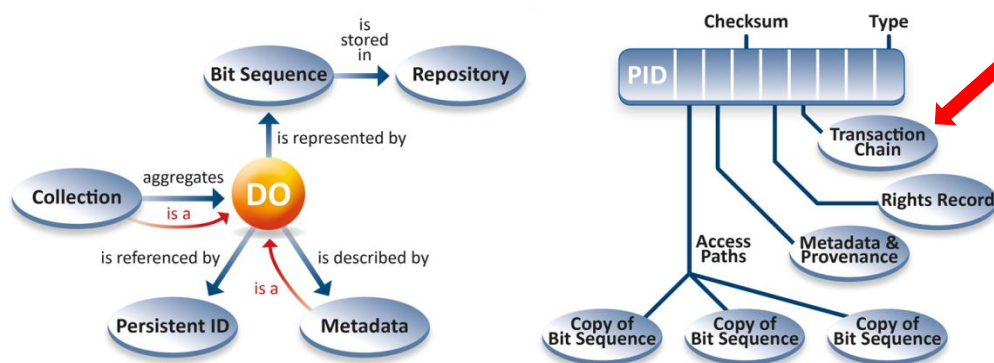 is
stored
in
Bit Sequence
Repository
is represented by
Collection
aggregates
DO
is a
is referenced by
is described by
is a
Persistent ID
Metadata
Checksum
Type
PID
Transaction
Chain
Rights Record
Access
Paths
Metadata &
Provenance
Copy of
Bit Sequence
Copy of
Bit Sequence
Copy of
Bit Sequence